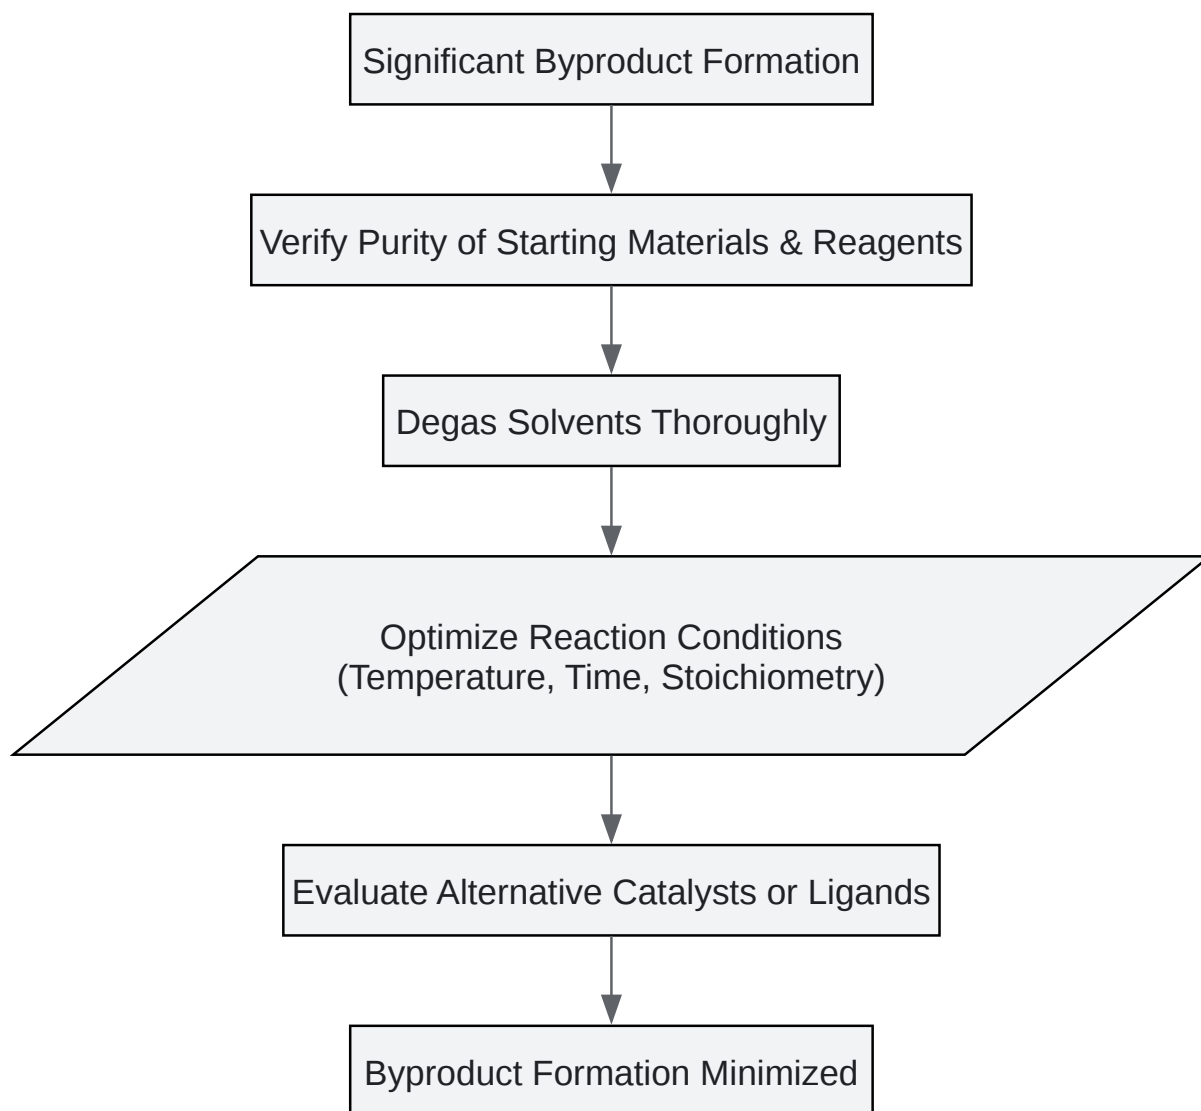 Significant Byproduct Formation
Verify Purity of Starting Materials & Reagents
Degas Solvents Thoroughly
Optimize Reaction Conditions
(Temperature, Time, Stoichiometry)
Evaluate Alternative Catalysts or Ligands
Byproduct Formation Minimized